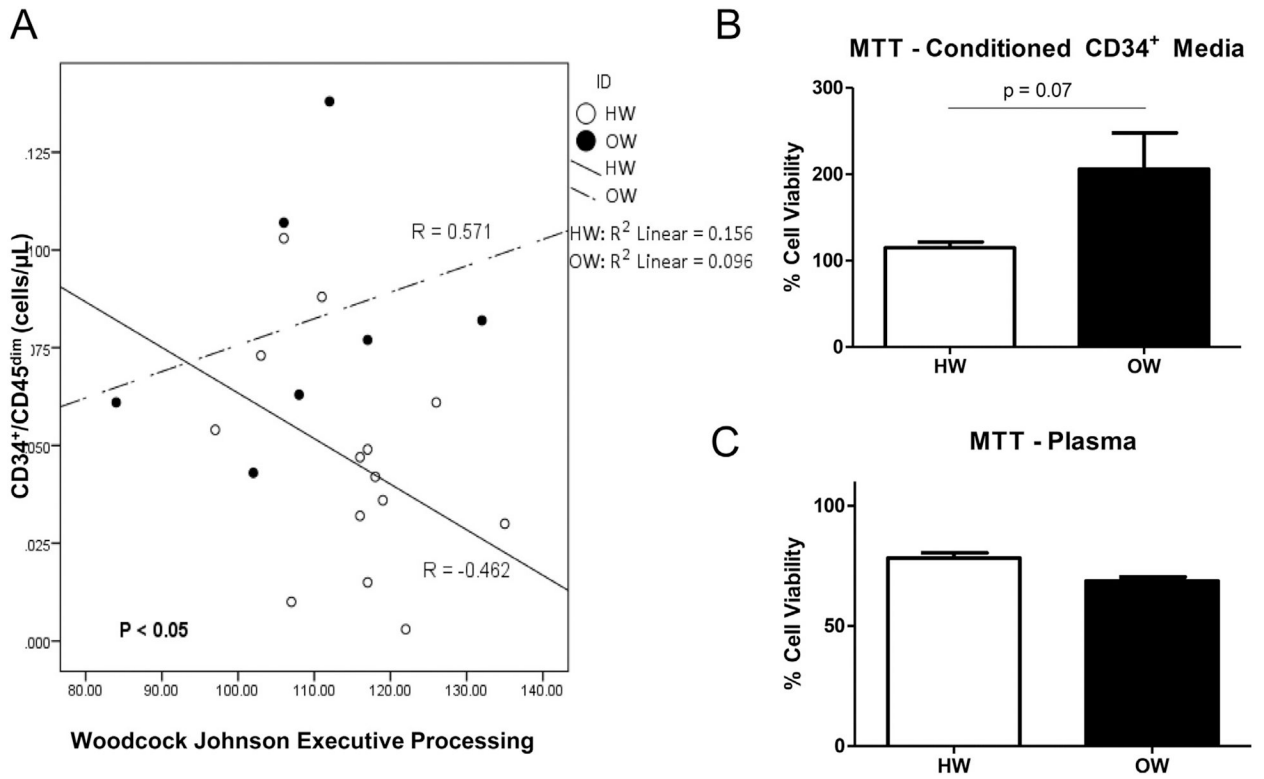 A
CD34⁺/CD45ᵈⁱᵐ (cells/µL)
.125
.100
.075
.050
.025
.000
R = 0.571
R = -0.462
P < 0.05
80.00 90.00 100.00 110.00 120.00 130.00 140.00
Woodcock Johnson Executive Processing
ID
HW
OW
HW
OW
HW: R² Linear = 0.156
OW: R² Linear = 0.096
B
MTT - Conditioned CD34⁺ Media
p = 0.07
% Cell Viability
300
200
100
0
HW OW
C
MTT - Plasma
% Cell Viability
100
50
0
HW OW